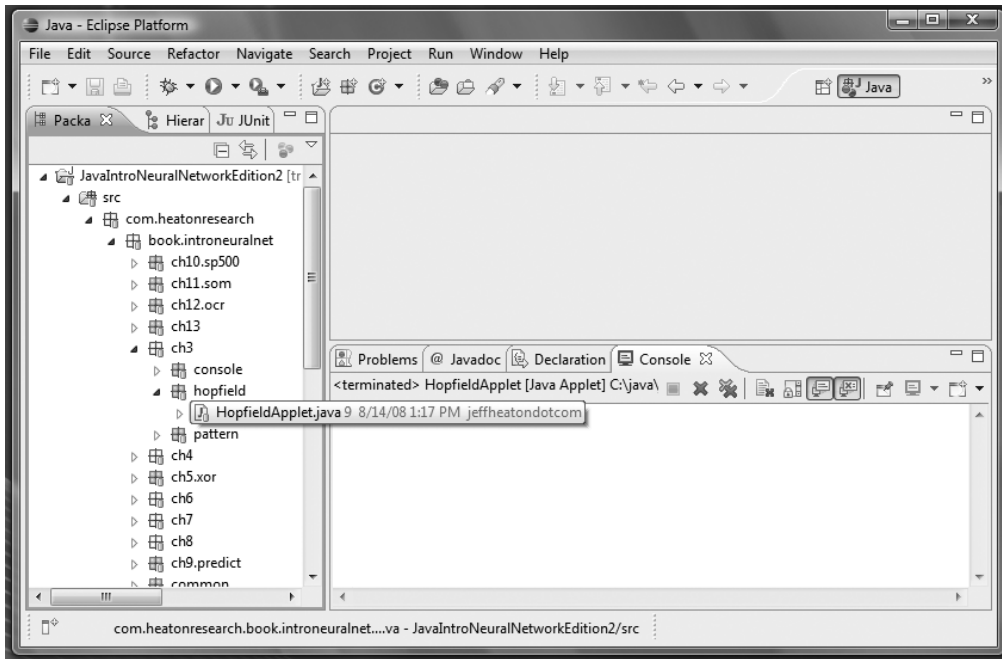 Java - Eclipse Platform
File Edit Source Refactor Navigate Search Project Run Window Help
Java
Packa Hierar Ju JUnit
JavaIntroNeuralNetworkEdition2 [tr
src
com.heatonresearch
book.introneuralnet
ch10.sp500
ch11.som
ch12.ocr
ch13
ch3
console
hopfield
HopfieldApplet.java 9 8/14/08 1:17 PM jeffheatondotcom
pattern
ch4
ch5.xor
ch6
ch7
ch8
ch9.predict
common
Problems @ Javadoc Declaration Console
<terminated> HopfieldApplet [Java Applet] C:\java\
com.heatonresearch.book.introneuralnet....va - JavaIntroNeuralNetworkEdition2/src